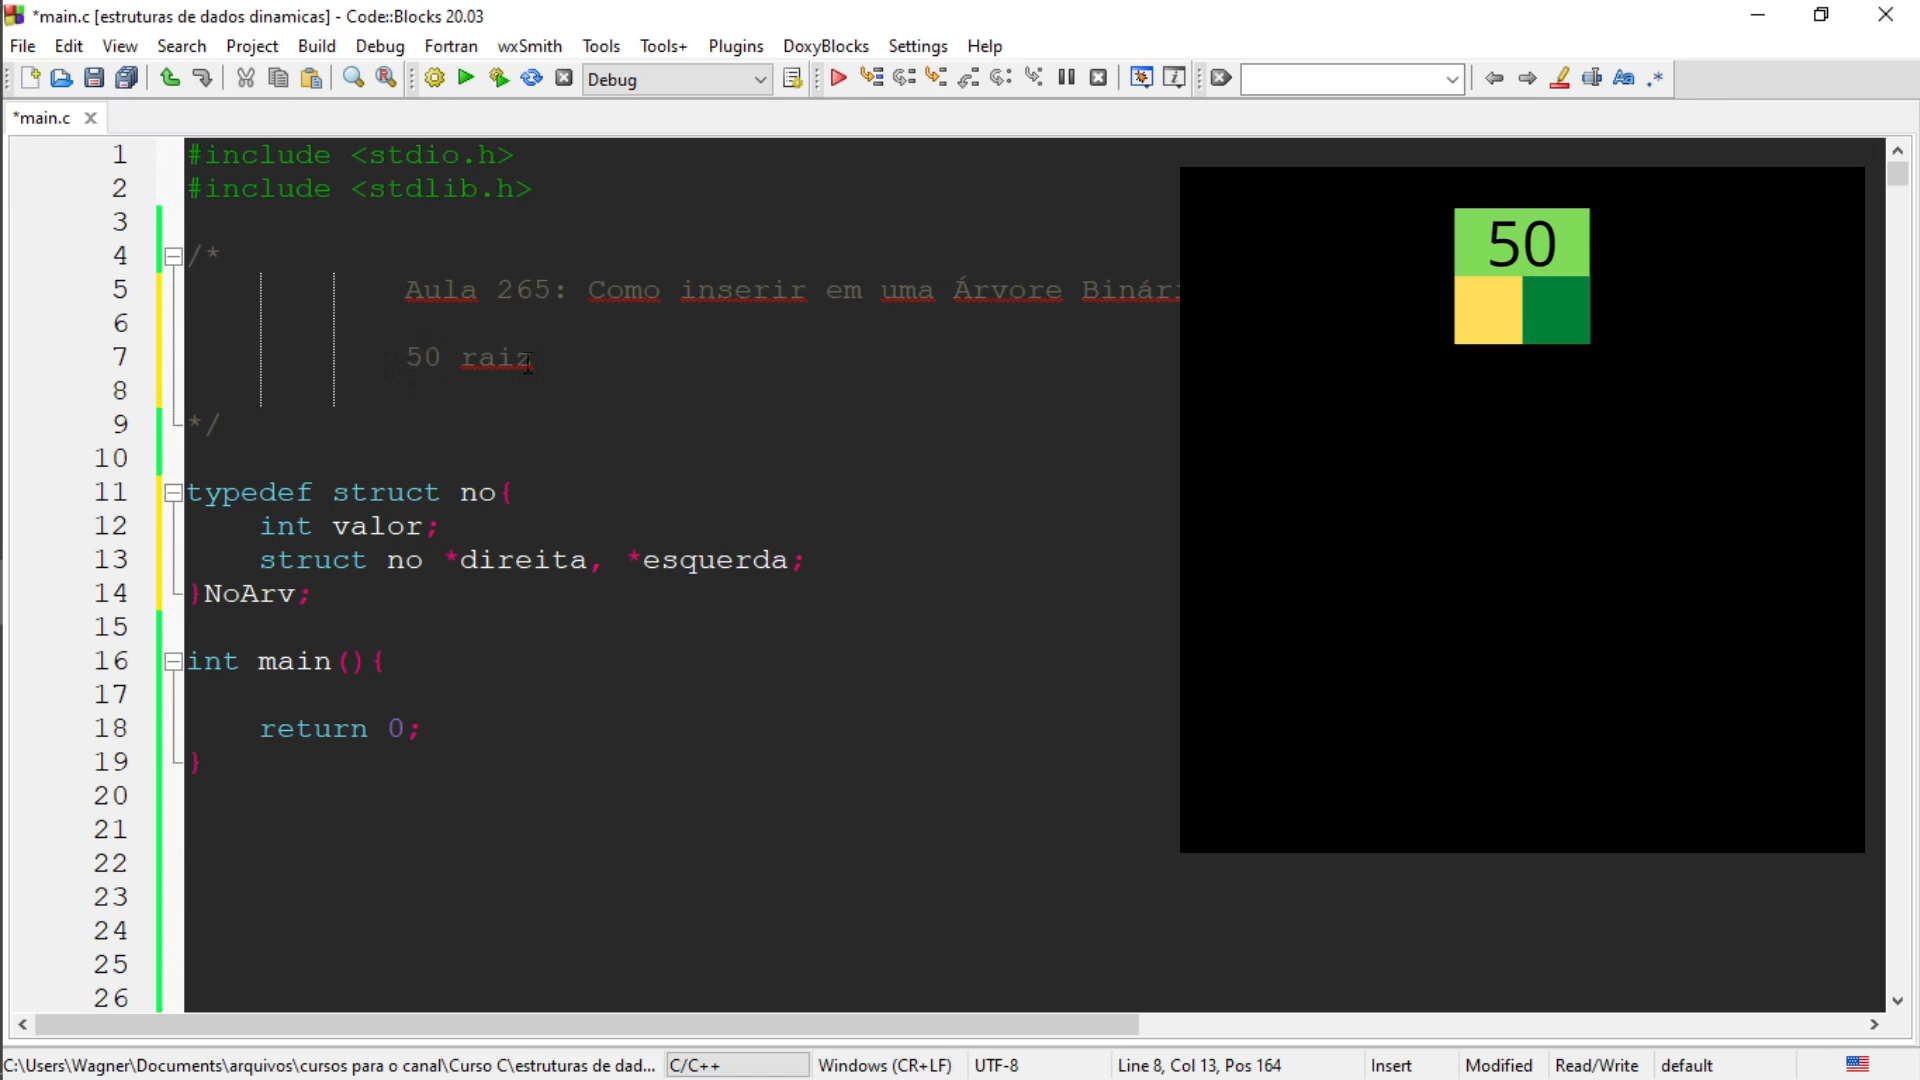 *main.c [estruturas de dados dinamicas] - Code::Blocks 20.03
File Edit View Search Project Build Debug Fortran wxSmith Tools Tools+ Plugins DoxyBlocks Settings Help
Debug
*main.c
1 #include <stdio.h>
2 #include <stdlib.h>
3
4 /*
5 Aula 265: Como inserir em uma Árvore
6
7 50 raiz
8
9 */
10
11 typedef struct no{
12 int valor;
13 struct no *direita, *esquerda;
14 }NoArv;
15
16 int main(){
17
18 return 0;
19 }
20
21
22
23
24
25
26
50
C:\Users\Wagner\Documents\arquivos\cursos para o canal\Curso C\estruturas de dad... C/C++ Windows (CR+LF) UTF-8 Line 8, Col 13, Pos 164 Insert Modified Read/Write default